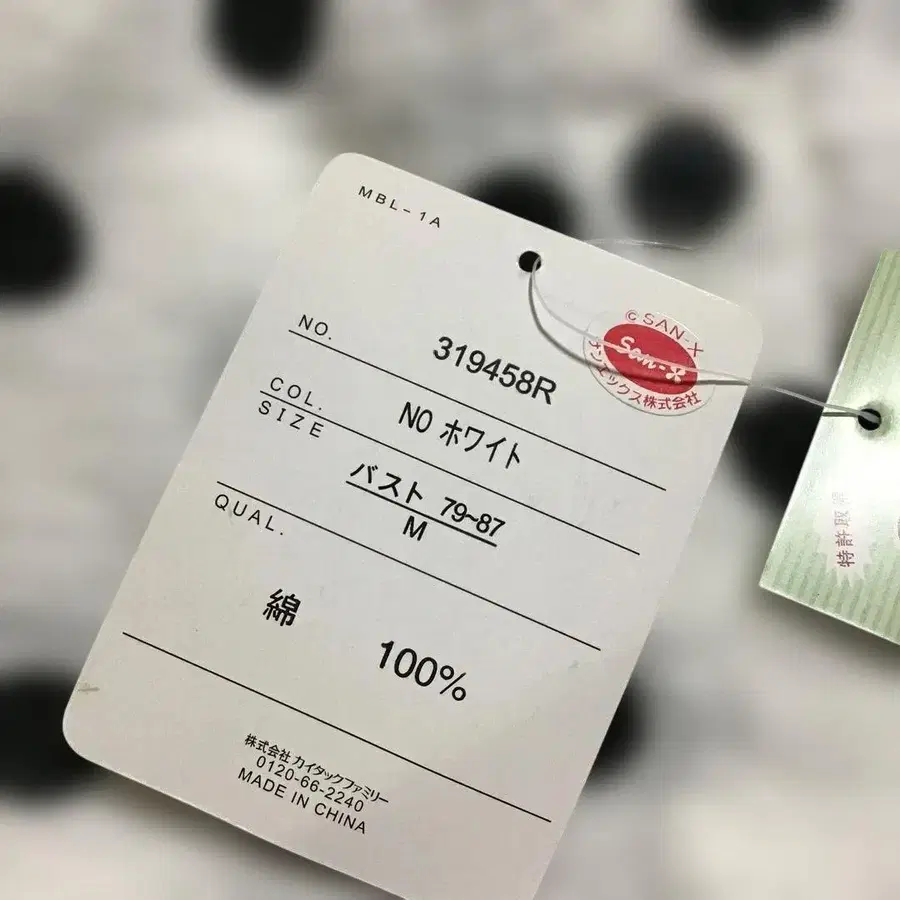 MBL-1A
NO.
319458R
© SAN-X
San-X
サンエックス株式会社
COL.
N0 ホワイト
SIZE
バスト 79~87
M
QUAL.
綿
100%
株式会社 カイタックファミリー
0120-66-2240
MADE IN CHINA
特許取